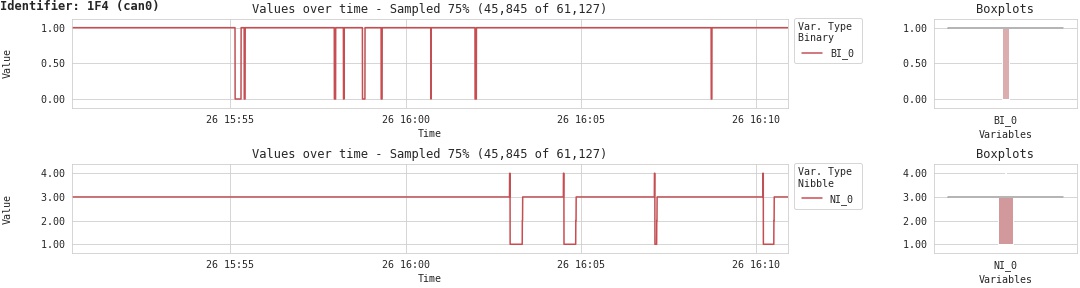 Identifier: 1F4 (can0)
Values over time - Sampled 75% (45,845 of 61,127)
Boxplots
1.00
0.50
0.00
Value
26 15:55
26 16:00
26 16:05
26 16:10
Time
Var. Type
Binary
BI_0
1.00
0.50
0.00
BI_0
Variables
Values over time - Sampled 75% (45,845 of 61,127)
Boxplots
4.00
3.00
2.00
1.00
Value
26 15:55
26 16:00
26 16:05
26 16:10
Time
Var. Type
Nibble
NI_0
4.00
3.00
2.00
1.00
NI_0
Variables